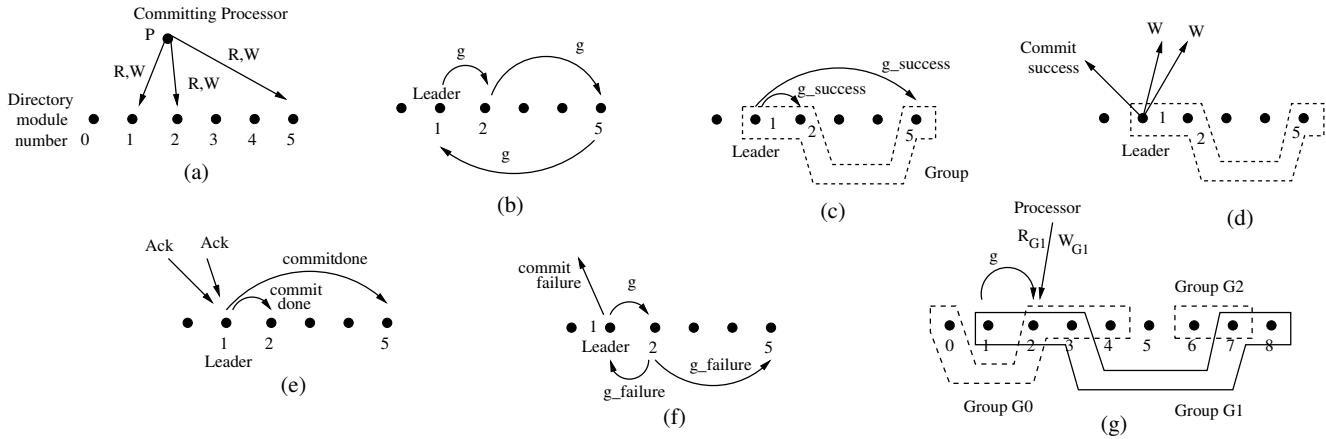 Committing Processor
P
R,W
R,W
R,W
Directory
module
number
0 1 2 3 4 5
(a)
g
g
Leader
1 2 5
g
(b)
g_success
g_success
1 2 5
Leader
Group
(c)
W W
Commit
success
1 2 5
Leader
(d)
Ack
Ack
commitdone
commit
done
1 2 5
Leader
(e)
commit
failure
g
1
Leader
2 5
g_failure
g_failure
(f)
Processor
R_G1 W_G1
g
Group G2
0 1 2 3 4 5 6 7 8
Group G0
Group G1
(g)